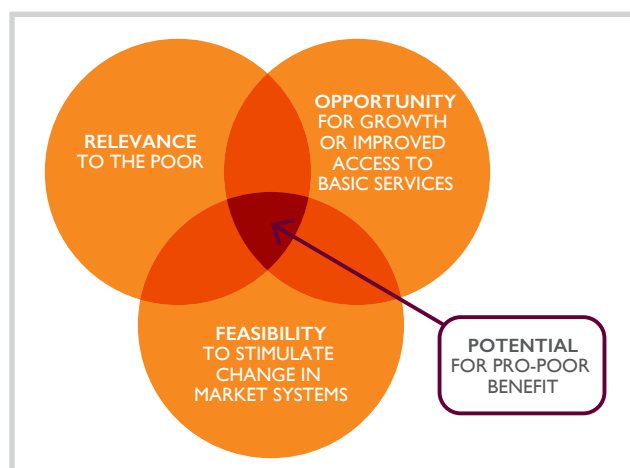 RELEVANCE
TO THE POOR
OPPORTUNITY
FOR GROWTH
OR IMPROVED
ACCESS TO
BASIC SERVICES
FEASIBILITY
TO STIMULATE
CHANGE IN
MARKET SYSTEMS
POTENTIAL
FOR PRO-POOR
BENEFIT